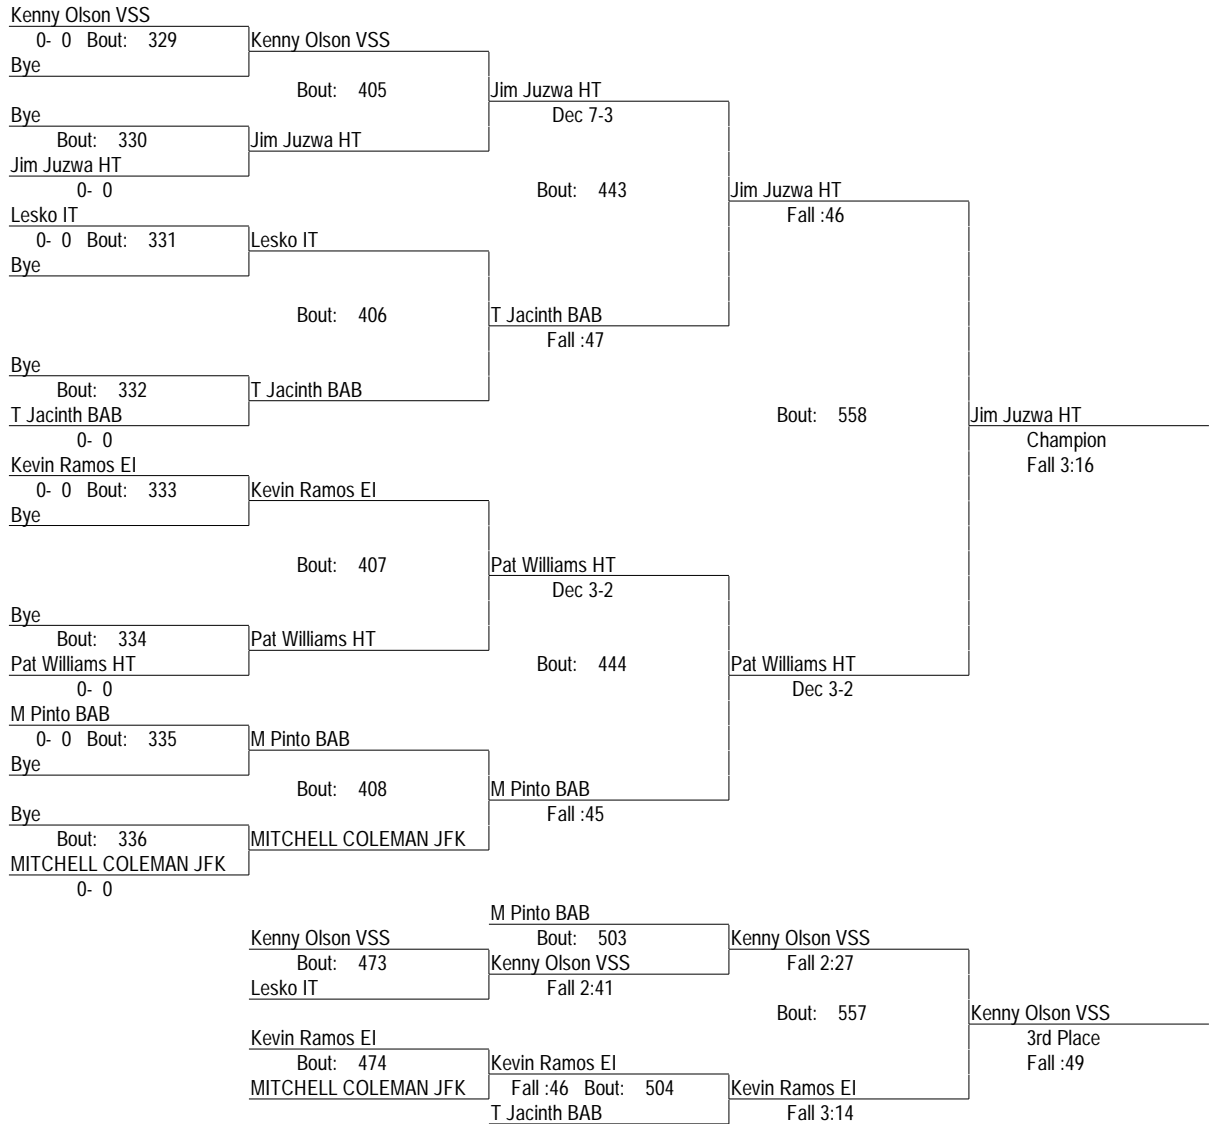 Kenny Olson VSS
0- 0 Bout: 329 Kenny Olson VSS
Bye
Bout: 405 Jim Juzwa HT
Bye Dec 7-3
Bout: 330 Jim Juzwa HT
Jim Juzwa HT
0- 0 Bout: 443 Jim Juzwa HT
Lesko IT Fall :46
0- 0 Bout: 331 Lesko IT
Bye
Bout: 406 T Jacinth BAB
Fall :47
Bye
Bout: 332 T Jacinth BAB
T Jacinth BAB Bout: 558 Jim Juzwa HT
0- 0 Champion
Kevin Ramos EI Fall 3:16
0- 0 Bout: 333 Kevin Ramos EI
Bye
Bout: 407 Pat Williams HT
Dec 3-2
Bye
Bout: 334 Pat Williams HT
Pat Williams HT Bout: 444 Pat Williams HT
0- 0 Dec 3-2
M Pinto BAB
0- 0 Bout: 335 M Pinto BAB
Bye
Bout: 408 M Pinto BAB
Bye Fall :45
Bout: 336 MITCHELL COLEMAN JFK
MITCHELL COLEMAN JFK
0- 0
M Pinto BAB
Kenny Olson VSS Bout: 503 Kenny Olson VSS
Bout: 473 Kenny Olson VSS Fall 2:27
Lesko IT Fall 2:41
Bout: 557 Kenny Olson VSS
Kevin Ramos EI 3rd Place
Bout: 474 Kevin Ramos EI Fall :49
MITCHELL COLEMAN JFK Fall :46 Bout: 504 Kevin Ramos EI
T Jacinth BAB Fall 3:14